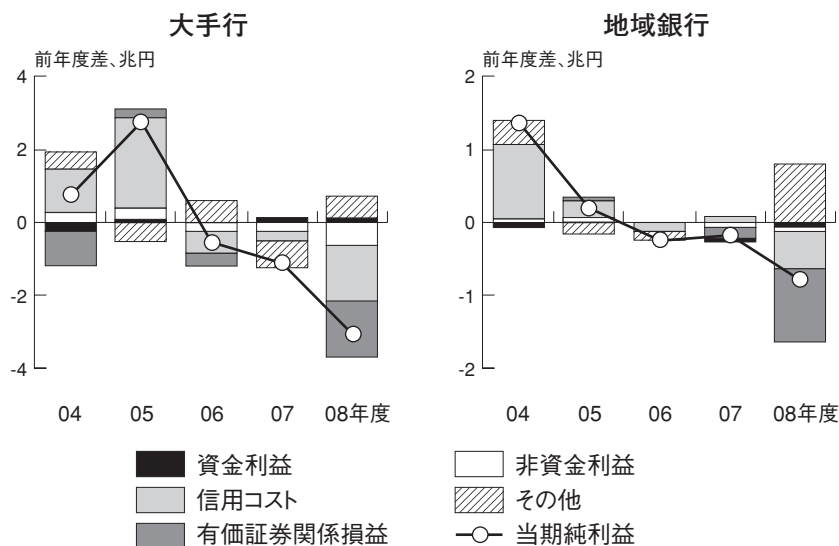 大手行
前年度差、兆円
4
2
0
-2
-4
04 05 06 07 08年度
地域銀行
前年度差、兆円
2
1
0
-1
-2
04 05 06 07 08年度
資金利益
信用コスト
有価証券関係損益
非資金利益
その他
当期純利益